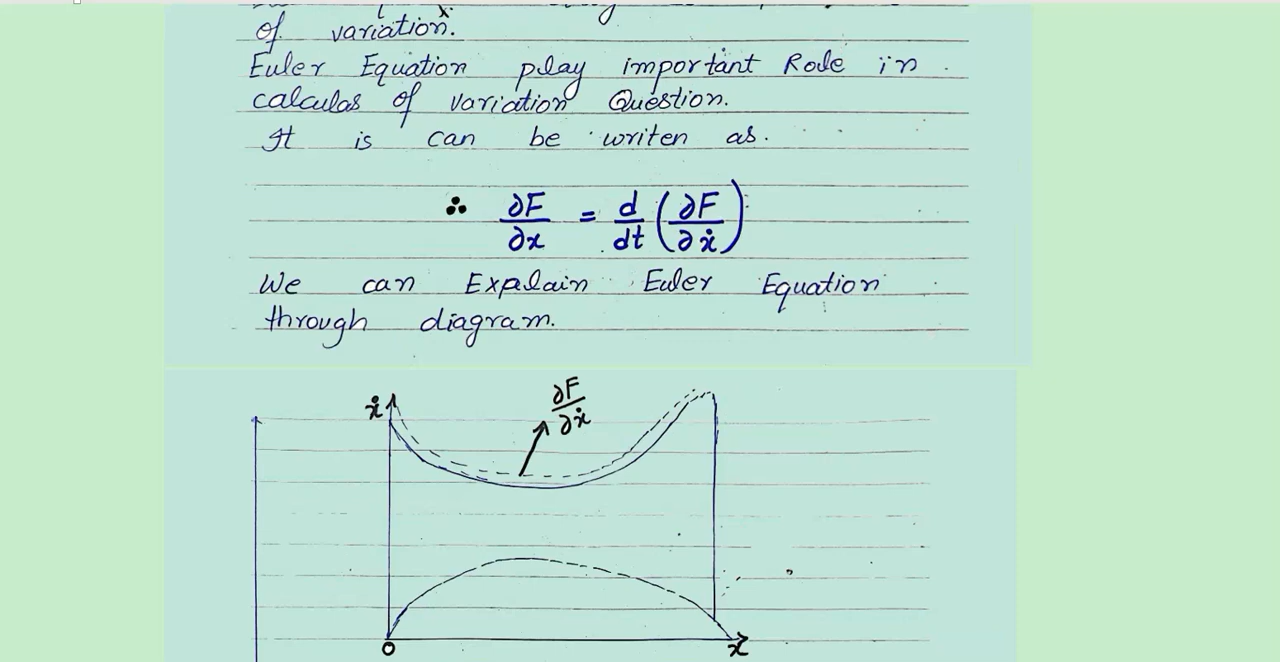 of variation.
Euler Equation play important Role in
calculas of variation Question.
It is can be writen as.
∴ ∂F/∂x = d/dt (∂F/∂ẋ)
We can Explain Euler Equation
through diagram.
∂F/∂ẋ
ẋ
O x